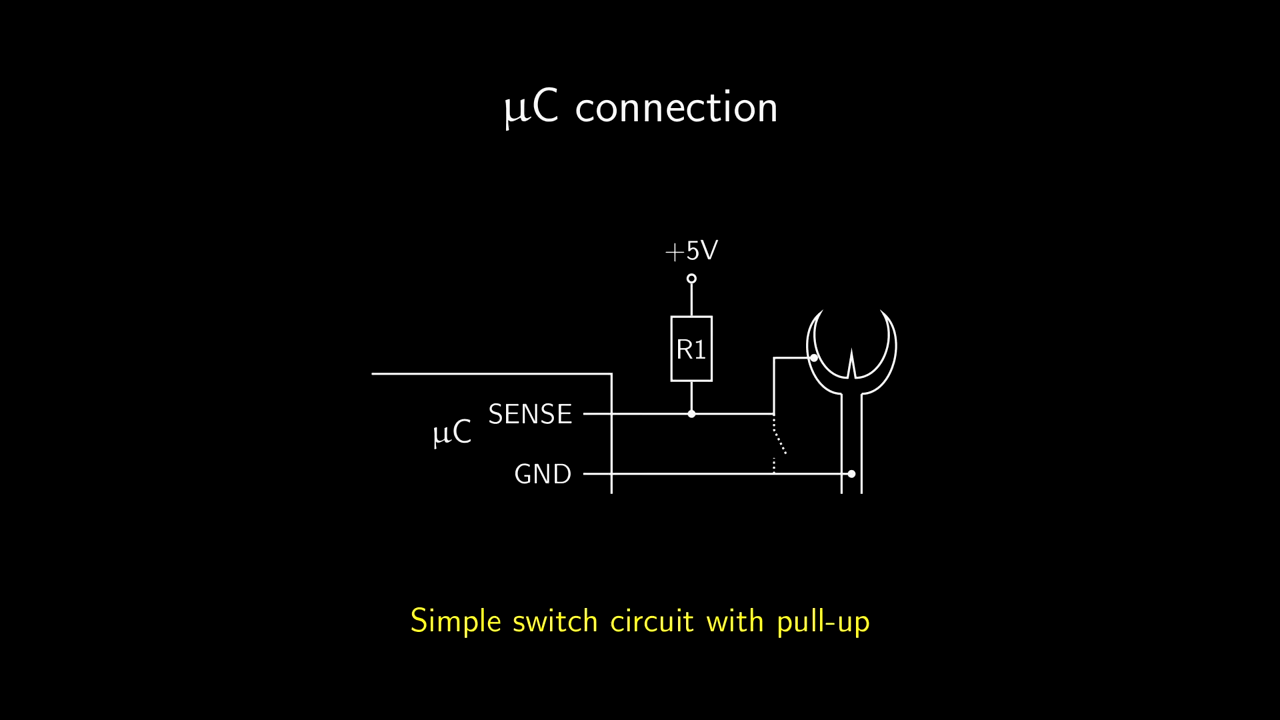 µC connection
+5V
R1
SENSE
µC
GND
Simple switch circuit with pull-up